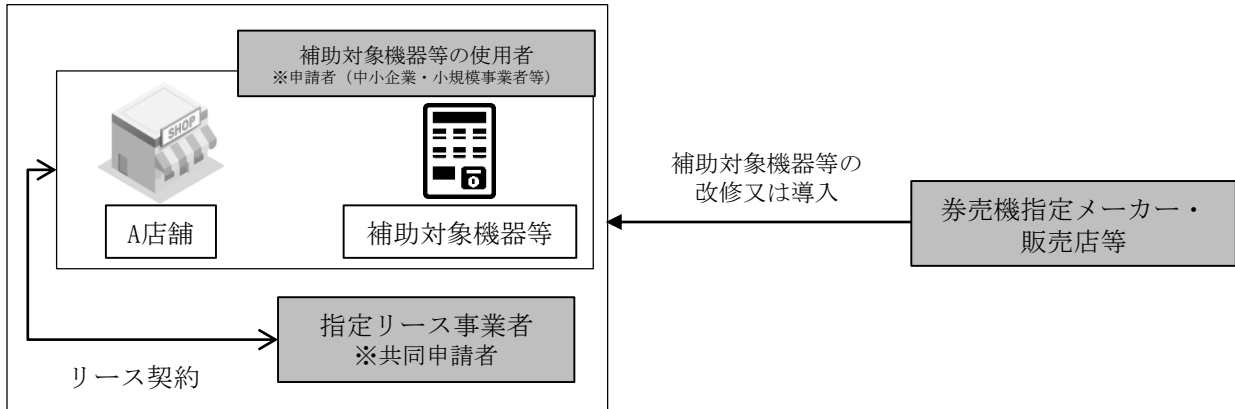 補助対象機器等の使用者
※申請者（中小企業・小規模事業者等）
SHOP
A店舗
補助対象機器等
補助対象機器等の
改修又は導入
券売機指定メーカー・
販売店等
指定リース事業者
※共同申請者
リース契約